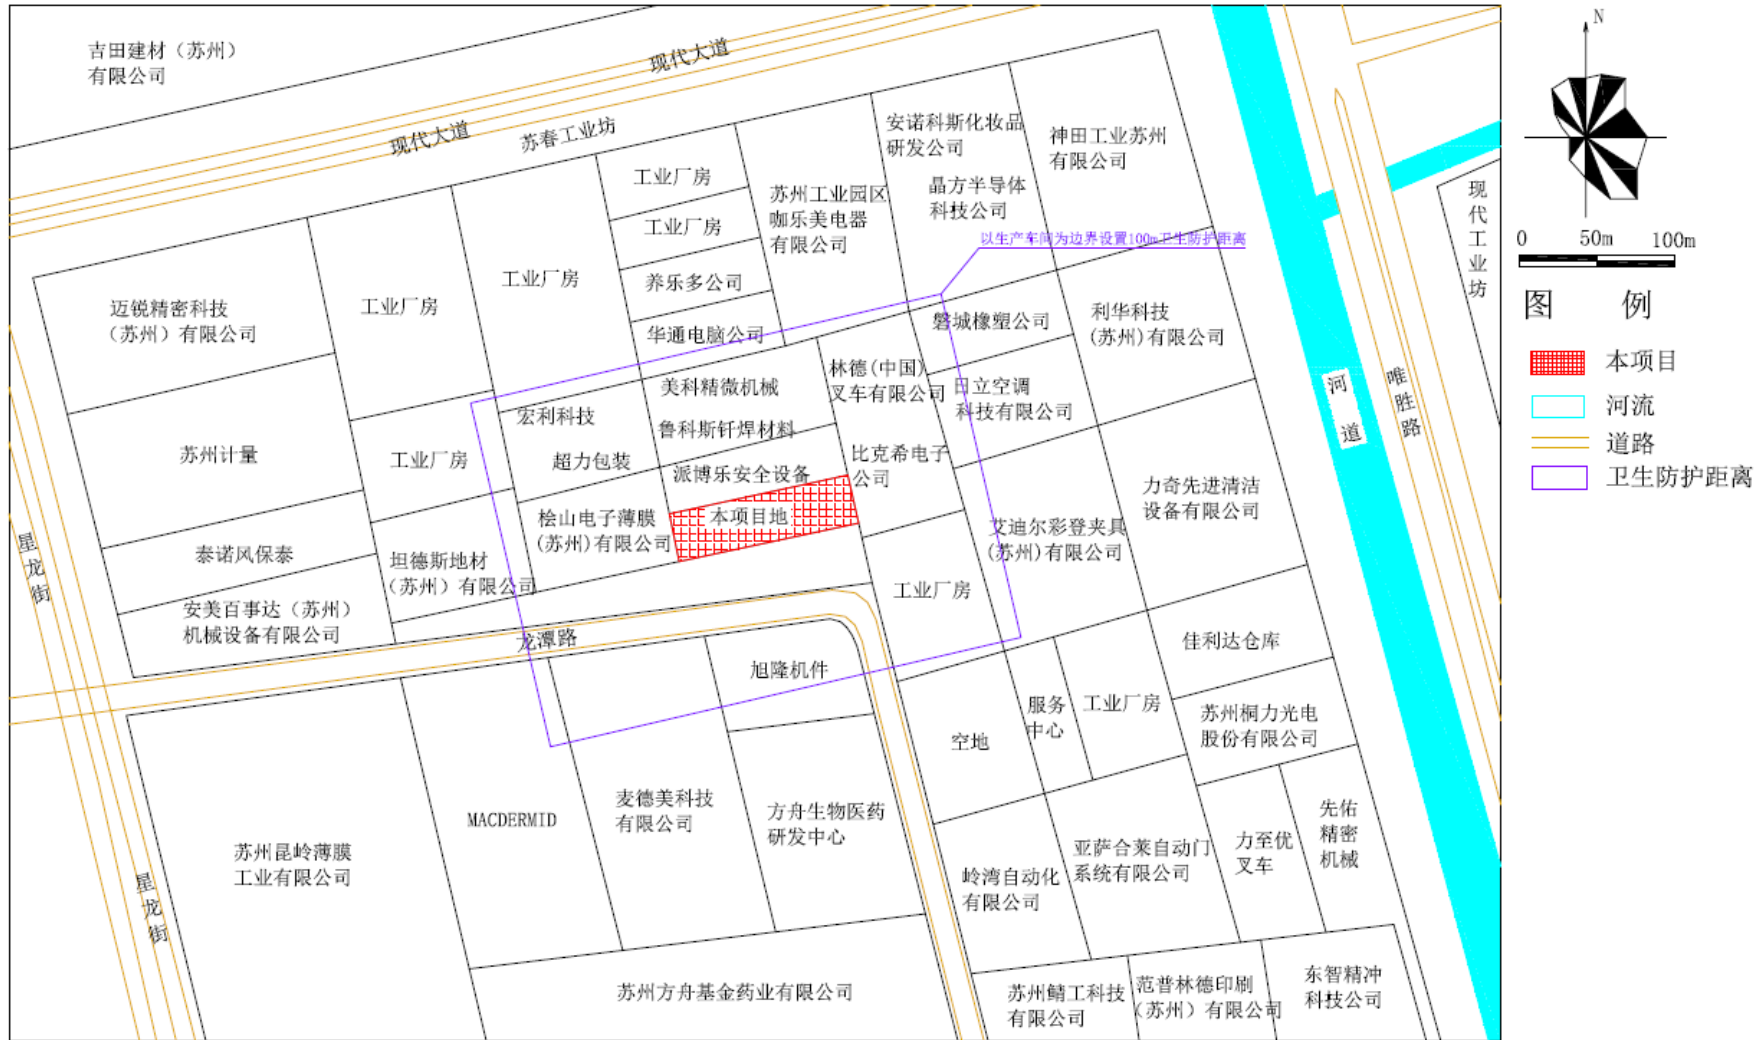 吉田建材（苏州）
有限公司
现代大道
现代大道
苏春工业坊
安诺科斯化妆品
研发公司
晶方半导体
科技公司
神田工业苏州
有限公司
工业厂房
工业厂房
养乐多公司
华通电脑公司
苏州工业园区
咖乐美电器
有限公司
以生产车间为边界设置100m卫生防护距离
工业厂房
工业厂房
迈锐精密科技
（苏州）有限公司
磐城橡塑公司
利华科技
(苏州)有限公司
林德(中国)
叉车有限公司
日立空调
科技有限公司
美科精微机械
鲁科斯钎焊材料
宏利科技
超力包装
苏州计量
工业厂房
派博乐安全设备
比克希电子
公司
本项目地
桧山电子薄膜
(苏州)有限公司
力奇先进清洁
设备有限公司
艾迪尔彩登夹具
(苏州)有限公司
泰诺风保泰
坦德斯地材
（苏州）有限公司
工业厂房
安美百事达（苏州）
机械设备有限公司
星龙街
龙潭路
旭隆机件
佳利达仓库
服务
中心
工业厂房
空地
苏州桐力光电
股份有限公司
MACDERMID
麦德美科技
有限公司
方舟生物医药
研发中心
苏州昆岭薄膜
工业有限公司
星龙街
岭湾自动化
有限公司
亚萨合莱自动门
系统有限公司
力至优
叉车
先佑
精密
机械
苏州方舟基金药业有限公司
苏州鲭工科技
有限公司
范普林德印刷
（苏州）有限公司
东智精冲
科技公司
河道
唯胜路
现代工业坊
N
0 50m 100m
图 例
本项目
河流
道路
卫生防护距离